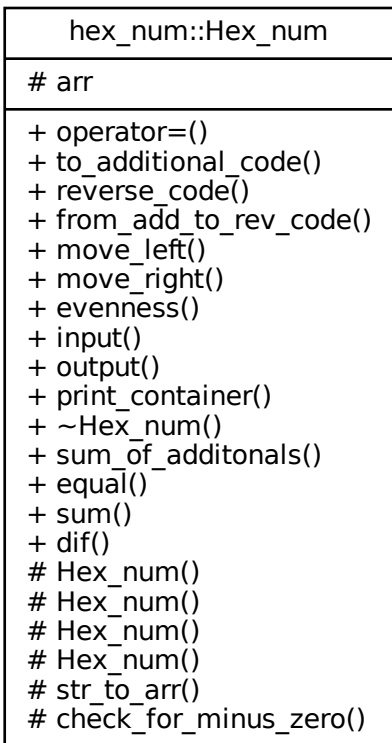 hex_num::Hex_num
# arr
+ operator=()
+ to_additional_code()
+ reverse_code()
+ from_add_to_rev_code()
+ move_left()
+ move_right()
+ evenness()
+ input()
+ output()
+ print_container()
+ ~Hex_num()
+ sum_of_additonals()
+ equal()
+ sum()
+ dif()
# Hex_num()
# Hex_num()
# Hex_num()
# Hex_num()
# str_to_arr()
# check_for_minus_zero()